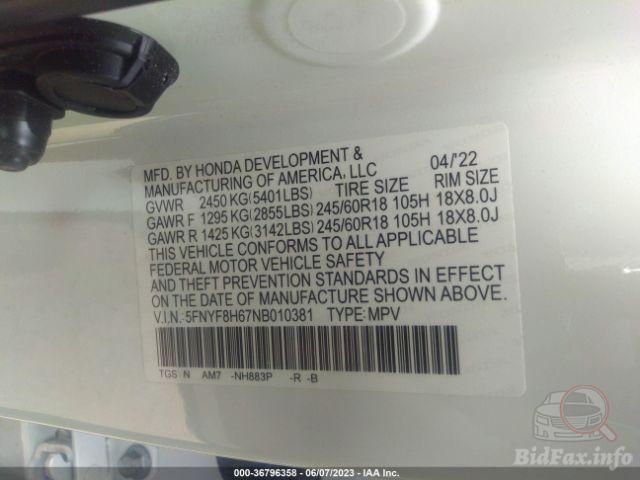 MFD. BY HONDA DEVELOPMENT & 04/'22
MANUFACTURING OF AMERICA, LLC
TIRE SIZE RIM SIZE
GVWR 2450 KG(5401LBS)
GAWR F 1295 KG(2855LBS) 245/60R18 105H 18X8.0J
GAWR R 1425 KG(3142LBS) 245/60R18 105H 18X8.0J
THIS VEHICLE CONFORMS TO ALL APPLICABLE
FEDERAL MOTOR VEHICLE SAFETY
AND THEFT PREVENTION STANDARDS IN EFFECT
ON THE DATE OF MANUFACTURE SHOWN ABOVE.
V.I.N.: 5FNYF8H67NB010381 TYPE: MPV
TGS N AM7 -NH883P -R -B
BidFax.info
000-36796358 - 06/07/2023 - IAA Inc.